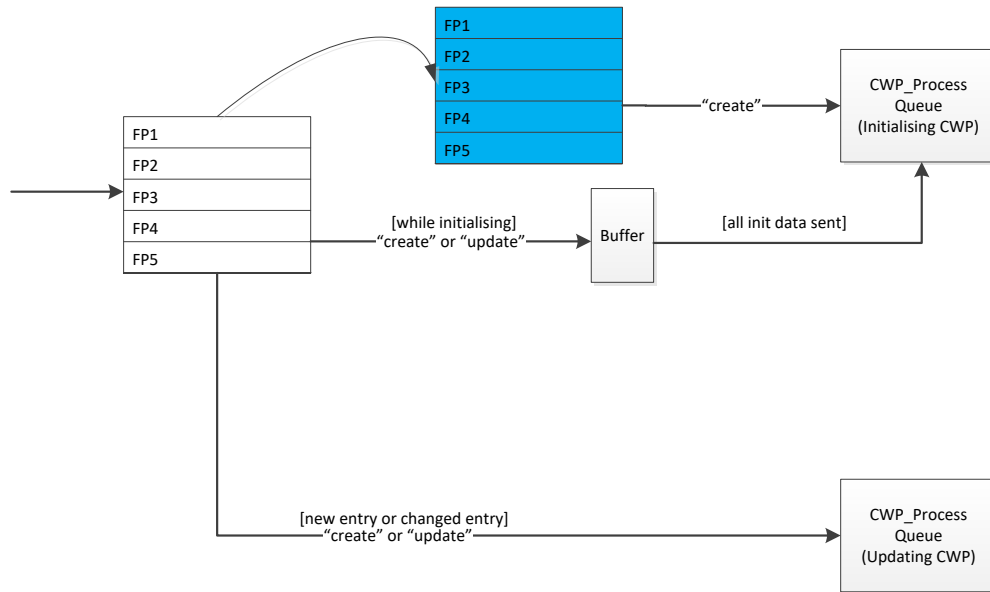 FP1
FP2
FP3
FP4
FP5
“create”
CWP_Process
Queue
(Initialising CWP)
FP1
FP2
FP3
FP4
FP5
[while initialising]
“create” or “update”
Buffer
[all init data sent]
[new entry or changed entry]
“create” or “update”
CWP_Process
Queue
(Updating CWP)